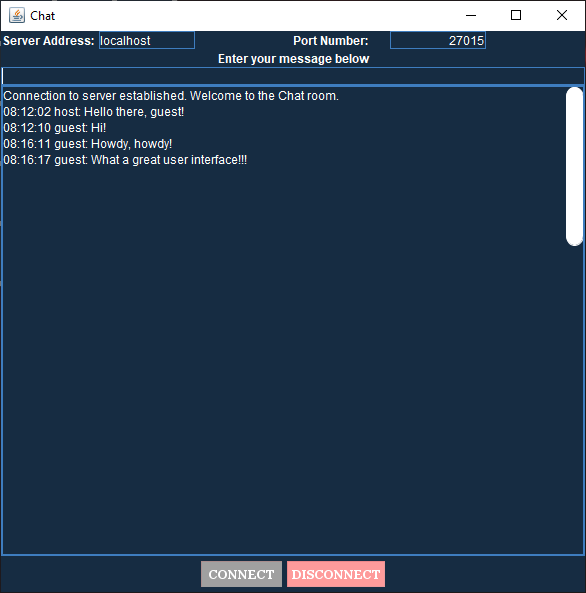 Chat
Server Address: localhost Port Number: 27015
Enter your message below
Connection to server established. Welcome to the Chat room.
08:12:02 host: Hello there, guest!
08:12:10 guest: Hi!
08:16:11 guest: Howdy, howdy!
08:16:17 guest: What a great user interface!!!
CONNECT DISCONNECT